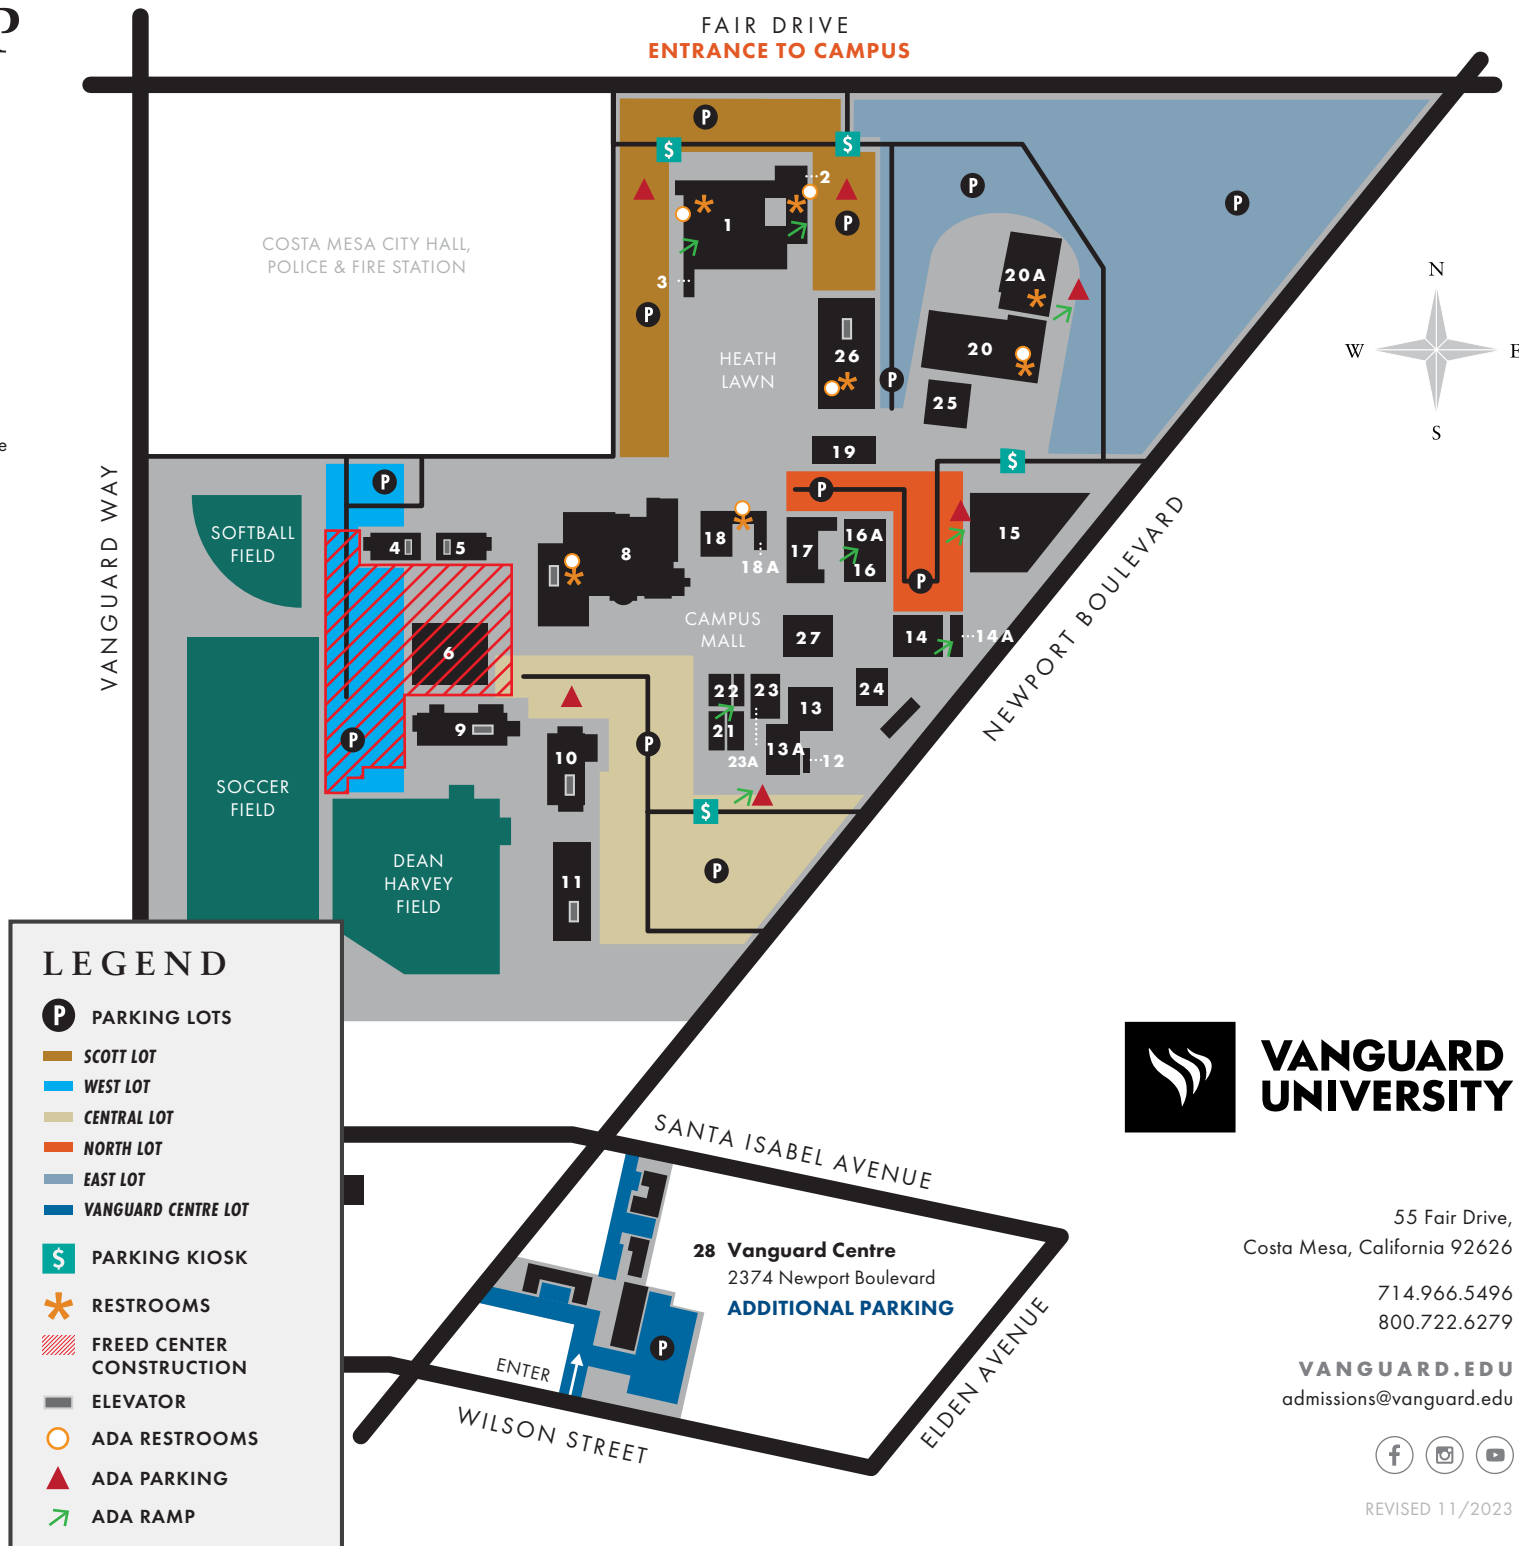 P
FAIR DRIVE
ENTRANCE TO CAMPUS
P
$
$
2
P
P
1
P
COSTA MESA CITY HALL,
POLICE & FIRE STATION
3
20A
N
P
HEATH
LAWN
26
20
W
E
P
25
S
e
19
$
VANGUARD WAY
P
P
SOFTBALL
FIELD
4
5
8
18
18A
17
16A
16
15
P
NEWPORT BOULEVARD
CAMPUS
MALL
27
14
14A
6
22
23
24
21
13
9
P
P
10
13A
23A
12
SOCCER
FIELD
$
DEAN
HARVEY
FIELD
P
11
LEGEND
P PARKING LOTS
SCOTT LOT
WEST LOT
CENTRAL LOT
NORTH LOT
EAST LOT
VANGUARD CENTRE LOT
$ PARKING KIOSK
RESTROOMS
FREED CENTER
CONSTRUCTION
ELEVATOR
ADA RESTROOMS
ADA PARKING
ADA RAMP
SANTA ISABEL AVENUE
28 Vanguard Centre
2374 Newport Boulevard
ADDITIONAL PARKING
P
ENTER
WILSON STREET
ELDEN AVENUE
VANGUARD
UNIVERSITY
55 Fair Drive,
Costa Mesa, California 92626
714.966.5496
800.722.6279
VANGUARD.EDU
admissions@vanguard.edu
REVISED 11/2023